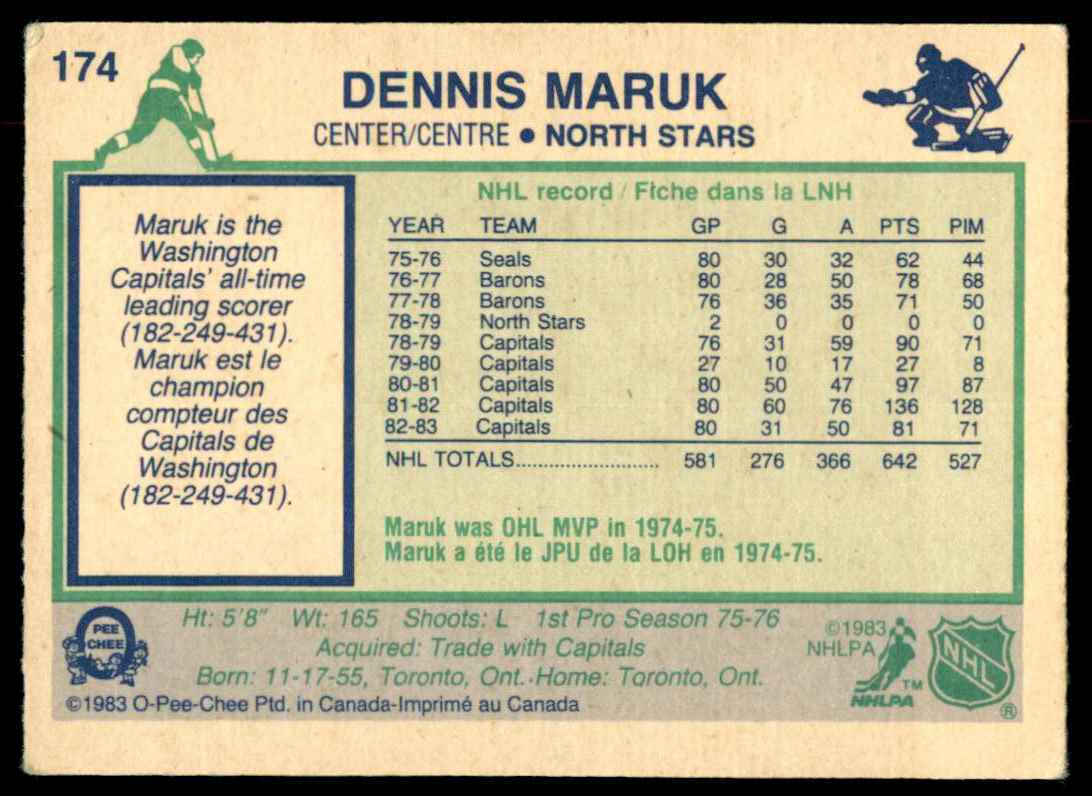 174
DENNIS MARUK
CENTER/CENTRE • NORTH STARS
Maruk is the
Washington
Capitals' all-time
leading scorer
(182-249-431).
Maruk est le
champion
compteur des
Capitals de
Washington
(182-249-431).
NHL record / Fiche dans la LNH
YEAR TEAM GP G A PTS PIM
75-76 Seals 80 30 32 62 44
76-77 Barons 80 28 50 78 68
77-78 Barons 76 36 35 71 50
78-79 North Stars 2 0 0 0 0
78-79 Capitals 76 31 59 90 71
79-80 Capitals 27 10 17 27 8
80-81 Capitals 80 50 47 97 87
81-82 Capitals 80 60 76 136 128
82-83 Capitals 80 31 50 81 71
NHL TOTALS........................ 581 276 366 642 527
Maruk was OHL MVP in 1974-75.
Maruk a été le JPU de la LOH en 1974-75.
PEE
CHEE
Ht: 5'8" Wt: 165 Shoots: L 1st Pro Season 75-76
Acquired: Trade with Capitals
Born: 11-17-55, Toronto, Ont. Home: Toronto, Ont.
©1983 O-Pee-Chee Ptd. in Canada-Imprimé au Canada
©1983
NHLPA
TM
NHLPA
NHL
®